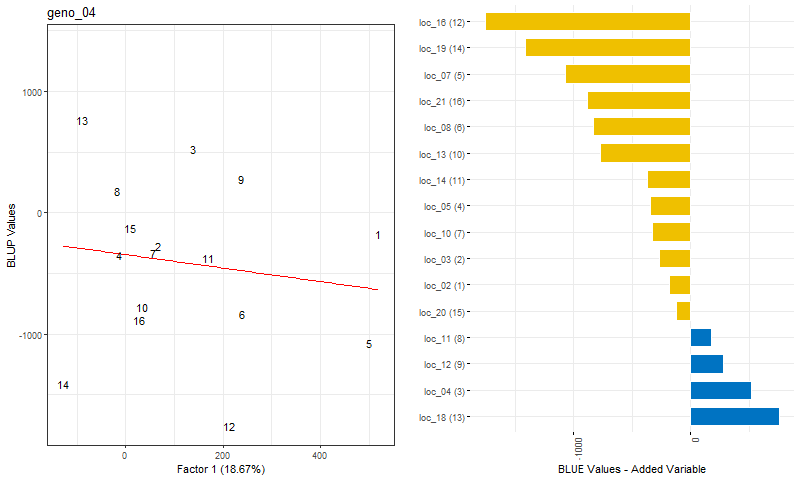 geno_04
BLUP Values
1000
0
-1000
13
3
8
9
15
1
2
7
4
11
10
16
6
5
14
12
0
200
400
Factor 1 (18.67%)
loc_16 (12)
loc_19 (14)
loc_07 (5)
loc_21 (16)
loc_08 (6)
loc_13 (10)
loc_14 (11)
loc_05 (4)
loc_10 (7)
loc_03 (2)
loc_02 (1)
loc_20 (15)
loc_11 (8)
loc_12 (9)
loc_04 (3)
loc_18 (13)
-1000
0
BLUE Values - Added Variable